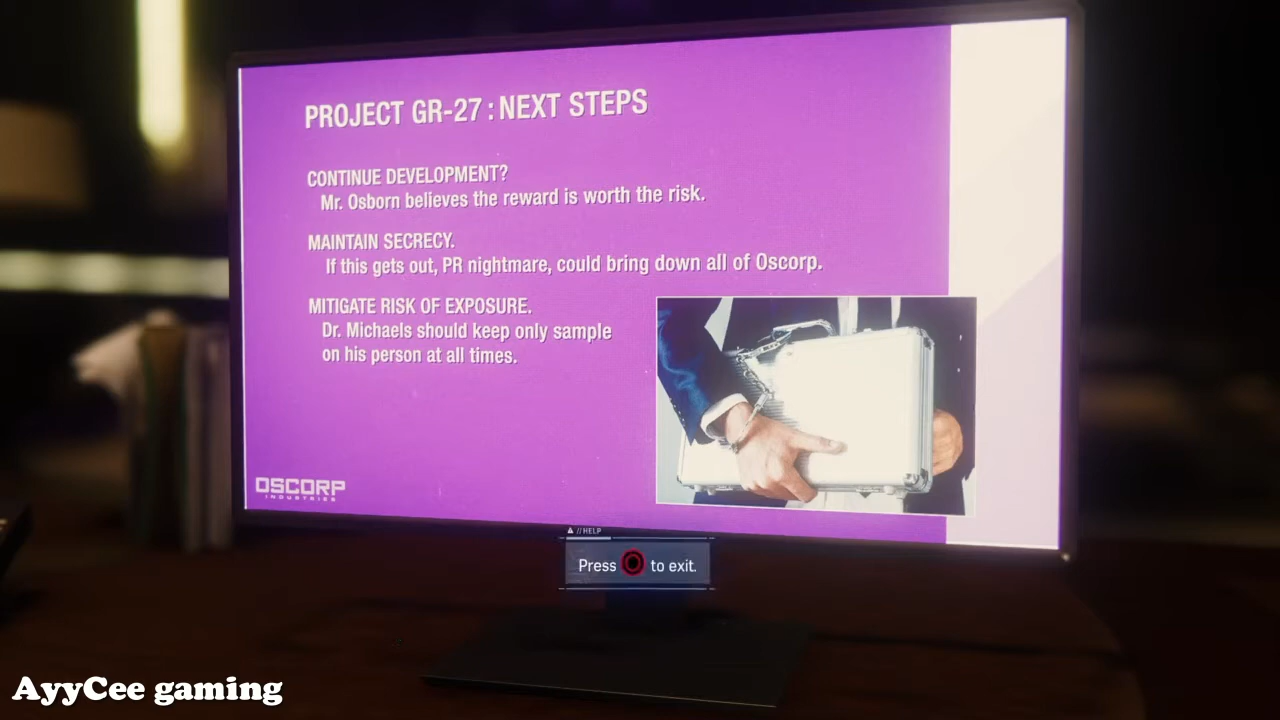 PROJECT GR-27 : NEXT STEPS
CONTINUE DEVELOPMENT?
Mr. Osborn believes the reward is worth the risk.
MAINTAIN SECRECY.
If this gets out, PR nightmare, could bring down all of Oscorp.
MITIGATE RISK OF EXPOSURE.
Dr. Michaels should keep only sample
on his person at all times.
OSCORP
INDUSTRIES
// HELP
Press to exit.
AyyCee gaming